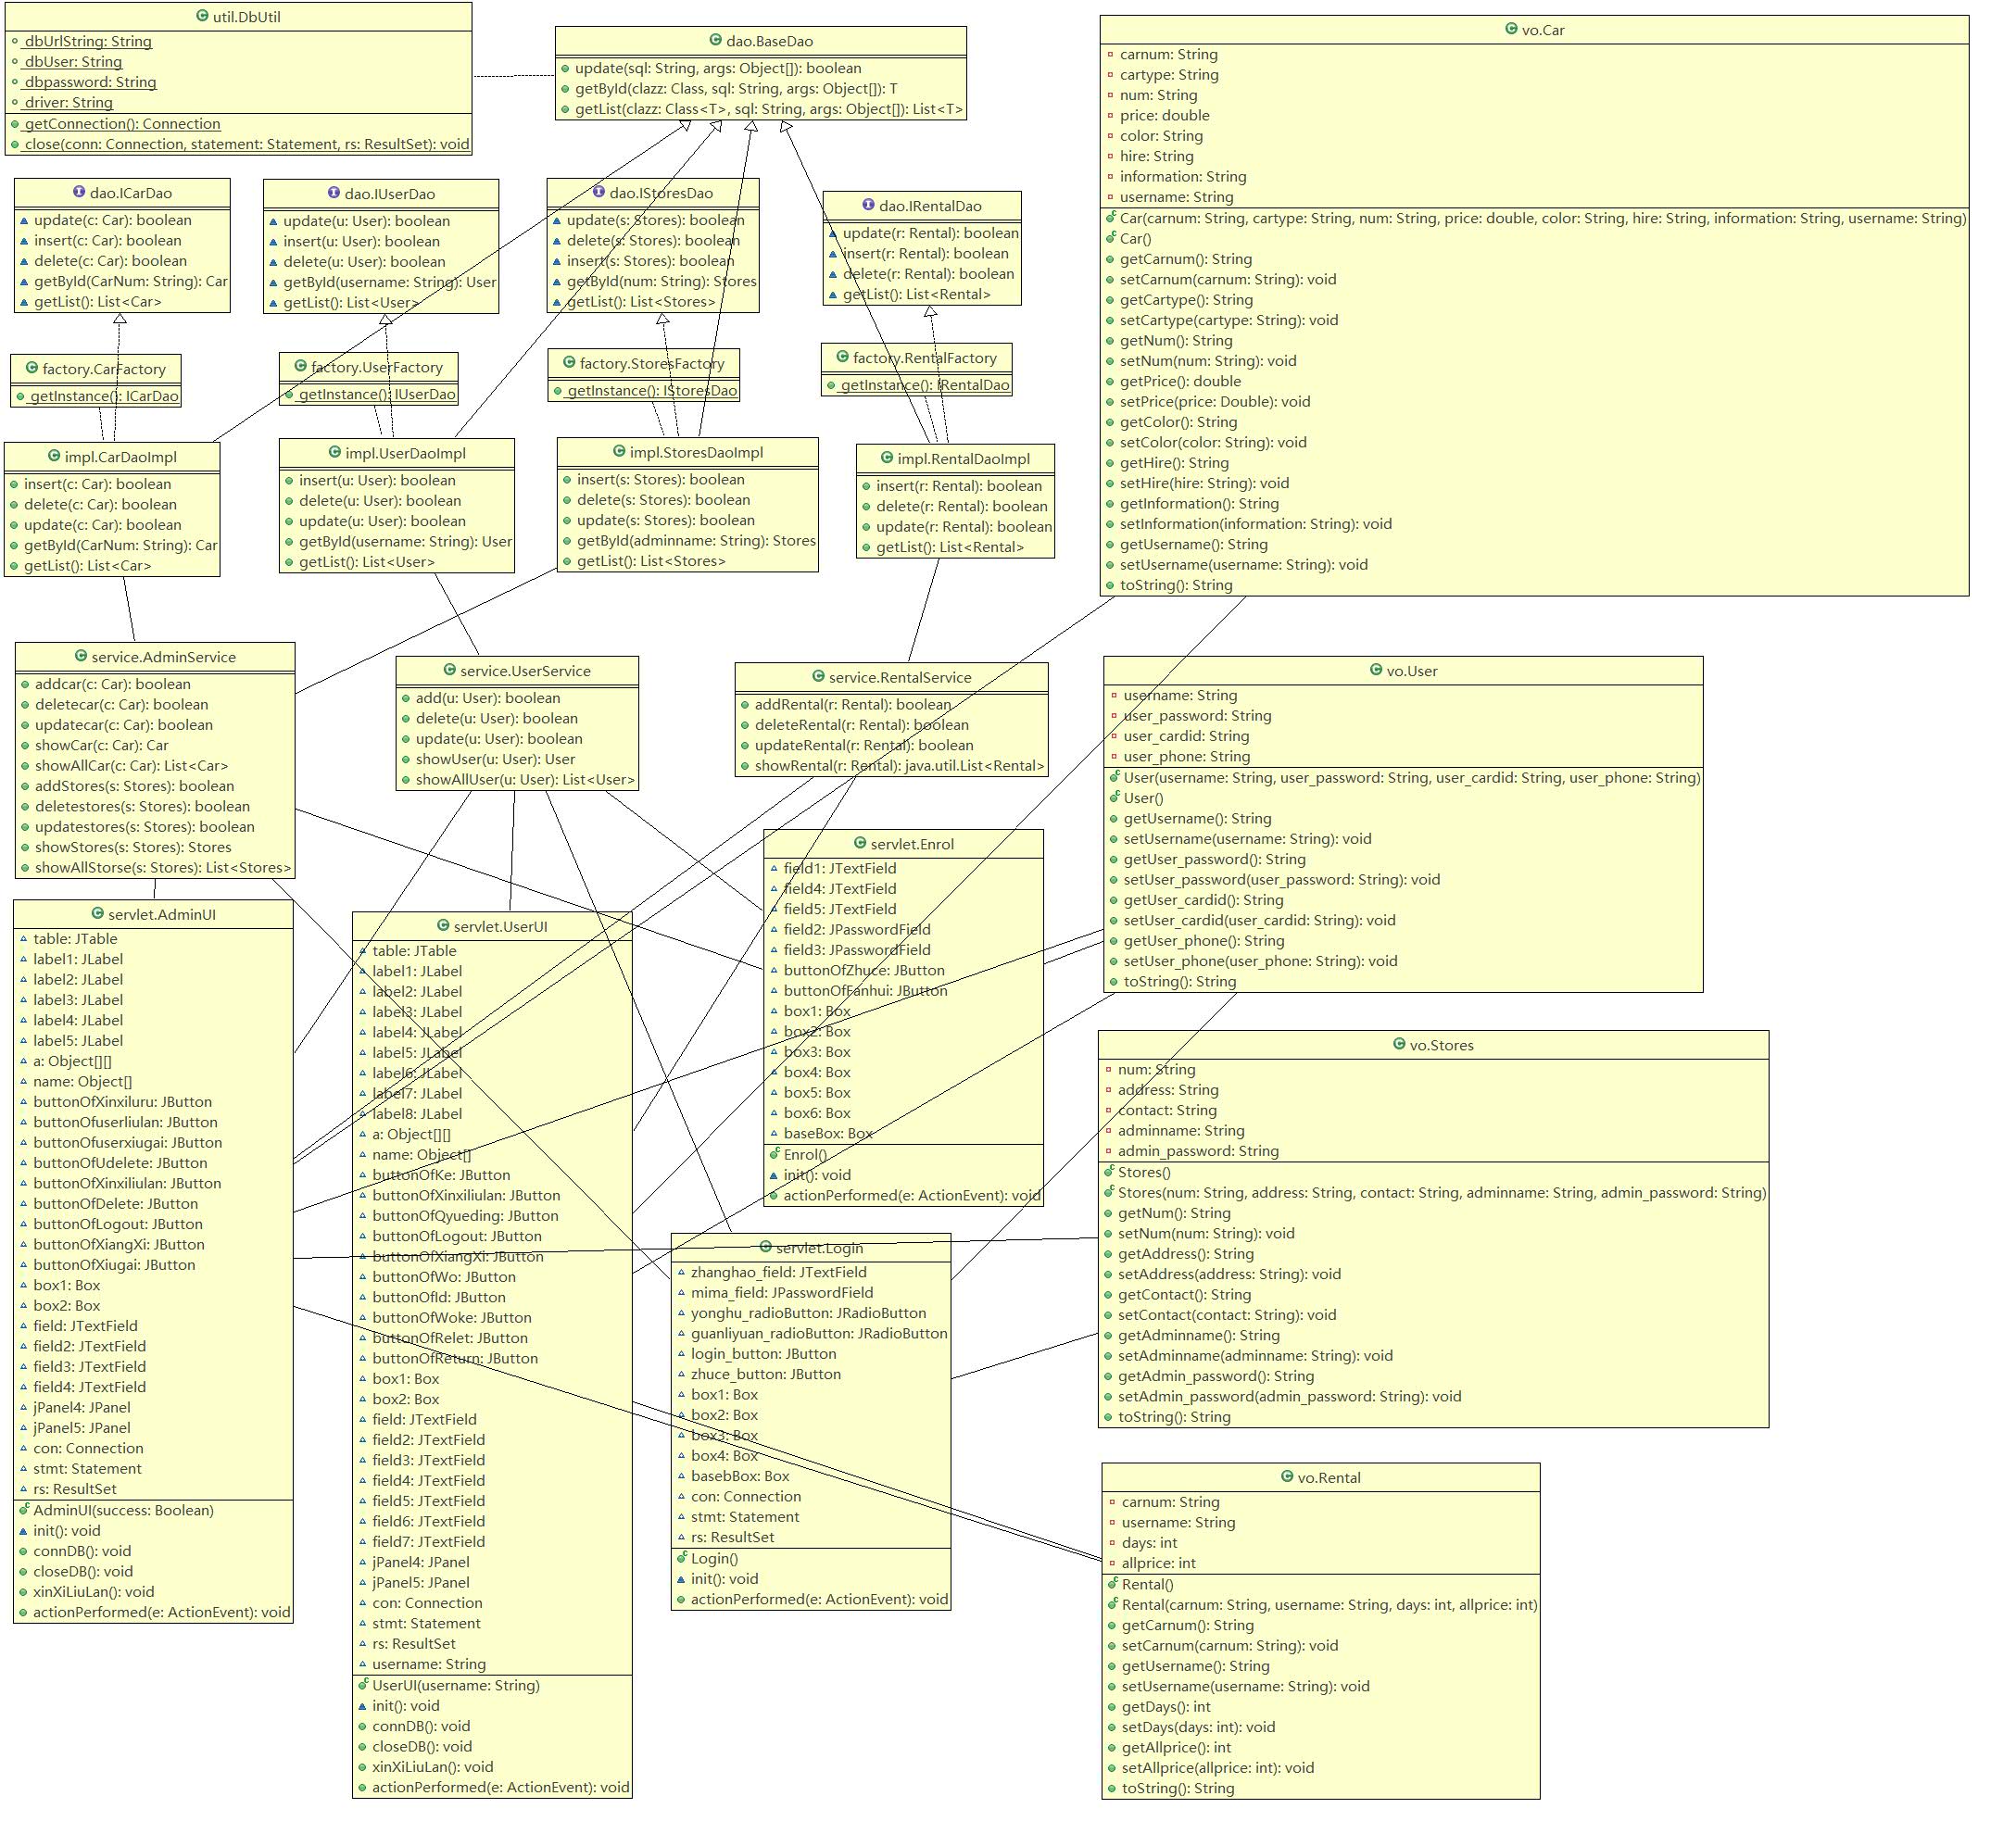 util.DbUtil
dbUrlString: String
dbUser: String
dbpassword: String
driver: String
getConnection(): Connection
close(conn: Connection, statement: Statement, rs: ResultSet): void
dao.BaseDao
update(sql: String, args: Object[]): boolean
getById(clazz: Class, sql: String, args: Object[]): T
getList(clazz: Class<T>, sql: String, args: Object[]): List<T>
vo.Car
carnum: String
cartype: String
num: String
price: double
color: String
hire: String
information: String
username: String
Car(carnum: String, cartype: String, num: String, price: double, color: String, hire: String, information: String, username: String)
Car()
getCarnum(): String
setCarnum(carnum: String): void
getCartype(): String
setCartype(cartype: String): void
getNum(): String
setNum(num: String): void
getPrice(): double
setPrice(price: Double): void
getColor(): String
setColor(color: String): void
getHire(): String
setHire(hire: String): void
getInformation(): String
setInformation(information: String): void
getUsername(): String
setUsername(username: String): void
toString(): String
dao.ICarDao
update(c: Car): boolean
insert(c: Car): boolean
delete(c: Car): boolean
getById(CarNum: String): Car
getList(): List<Car>
dao.IUserDao
update(u: User): boolean
insert(u: User): boolean
delete(u: User): boolean
getById(username: String): User
getList(): List<User>
dao.IStoresDao
update(s: Stores): boolean
delete(s: Stores): boolean
insert(s: Stores): boolean
getById(num: String): Stores
getList(): List<Stores>
dao.IRentalDao
update(r: Rental): boolean
insert(r: Rental): boolean
delete(r: Rental): boolean
getList(): List<Rental>
factory.CarFactory
getInstance(): ICarDao
factory.UserFactory
getInstance(): IUserDao
factory.StoresFactory
getInstance(): IStoresDao
factory.RentalFactory
getInstance(): IRentalDao
impl.CarDaoImpl
insert(c: Car): boolean
delete(c: Car): boolean
update(c: Car): boolean
getById(CarNum: String): Car
getList(): List<Car>
impl.UserDaoImpl
insert(u: User): boolean
delete(u: User): boolean
update(u: User): boolean
getById(username: String): User
getList(): List<User>
impl.StoresDaoImpl
insert(s: Stores): boolean
delete(s: Stores): boolean
update(s: Stores): boolean
getById(adminname: String): Stores
getList(): List<Stores>
impl.RentalDaoImpl
insert(r: Rental): boolean
delete(r: Rental): boolean
update(r: Rental): boolean
getList(): List<Rental>
service.AdminService
addcar(c: Car): boolean
deletecar(c: Car): boolean
updatecar(c: Car): boolean
showCar(c: Car): Car
showAllCar(c: Car): List<Car>
addStores(s: Stores): boolean
deletestores(s: Stores): boolean
updatestores(s: Stores): boolean
showStores(s: Stores): Stores
showAllStorse(s: Stores): List<Stores>
service.UserService
add(u: User): boolean
delete(u: User): boolean
update(u: User): boolean
showUser(u: User): User
showAllUser(u: User): List<User>
service.RentalService
addRental(r: Rental): boolean
deleteRental(r: Rental): boolean
updateRental(r: Rental): boolean
showRental(r: Rental): java.util.List<Rental>
vo.User
username: String
user_password: String
user_cardid: String
user_phone: String
User(username: String, user_password: String, user_cardid: String, user_phone: String)
User()
getUsername(): String
setUsername(username: String): void
getUser_password(): String
setUser_password(user_password: String): void
getUser_cardid(): String
setUser_cardid(user_cardid: String): void
getUser_phone(): String
setUser_phone(user_phone: String): void
toString(): String
servlet.Enrol
field1: JTextField
field4: JTextField
field5: JTextField
field2: JPasswordField
field3: JPasswordField
buttonOfZhuce: JButton
buttonOfFanhui: JButton
box1: Box
box2: Box
box3: Box
box4: Box
box5: Box
box6: Box
baseBox: Box
Enrol()
init(): void
actionPerformed(e: ActionEvent): void
servlet.AdminUI
table: JTable
label1: JLabel
label2: JLabel
label3: JLabel
label4: JLabel
label5: JLabel
a: Object[][]
name: Object[]
buttonOfXinxiluru: JButton
buttonOfuserliulan: JButton
buttonOfuserxiugai: JButton
buttonOfUdelete: JButton
buttonOfXinxiliulan: JButton
buttonOfDelete: JButton
buttonOfLogout: JButton
buttonOfXiangXi: JButton
buttonOfXiugai: JButton
box1: Box
box2: Box
field: JTextField
field2: JTextField
field3: JTextField
field4: JTextField
jPanel4: JPanel
jPanel5: JPanel
con: Connection
stmt: Statement
rs: ResultSet
AdminUI(success: Boolean)
init(): void
connDB(): void
closeDB(): void
xinXiLiuLan(): void
actionPerformed(e: ActionEvent): void
servlet.UserUI
table: JTable
label1: JLabel
label2: JLabel
label3: JLabel
label4: JLabel
label5: JLabel
label6: JLabel
label7: JLabel
label8: JLabel
a: Object[][]
name: Object[]
buttonOfKe: JButton
buttonOfXinxiliulan: JButton
buttonOfQyueding: JButton
buttonOfLogout: JButton
buttonOfXiangXi: JButton
buttonOfWo: JButton
buttonOfId: JButton
buttonOfWoke: JButton
buttonOfRelet: JButton
buttonOfReturn: JButton
box1: Box
box2: Box
field: JTextField
field2: JTextField
field3: JTextField
field4: JTextField
field5: JTextField
field6: JTextField
field7: JTextField
jPanel4: JPanel
jPanel5: JPanel
con: Connection
stmt: Statement
rs: ResultSet
username: String
UserUI(username: String)
init(): void
connDB(): void
closeDB(): void
xinXiLiuLan(): void
actionPerformed(e: ActionEvent): void
servlet.Login
zhanghao_field: JTextField
mima_field: JPasswordField
yonghu_radioButton: JRadioButton
guanliyuan_radioButton: JRadioButton
login_button: JButton
zhuce_button: JButton
box1: Box
box2: Box
box3: Box
box4: Box
basebBox: Box
con: Connection
stmt: Statement
rs: ResultSet
Login()
init(): void
actionPerformed(e: ActionEvent): void
vo.Stores
num: String
address: String
contact: String
adminname: String
admin_password: String
Stores()
Stores(num: String, address: String, contact: String, adminname: String, admin_password: String)
getNum(): String
setNum(num: String): void
getAddress(): String
setAddress(address: String): void
getContact(): String
setContact(contact: String): void
getAdminname(): String
setAdminname(adminname: String): void
getAdmin_password(): String
setAdmin_password(admin_password: String): void
toString(): String
vo.Rental
carnum: String
username: String
days: int
allprice: int
Rental()
Rental(carnum: String, username: String, days: int, allprice: int)
getCarnum(): String
setCarnum(carnum: String): void
getUsername(): String
setUsername(username: String): void
getDays(): int
setDays(days: int): void
getAllprice(): int
setAllprice(allprice: int): void
toString(): String